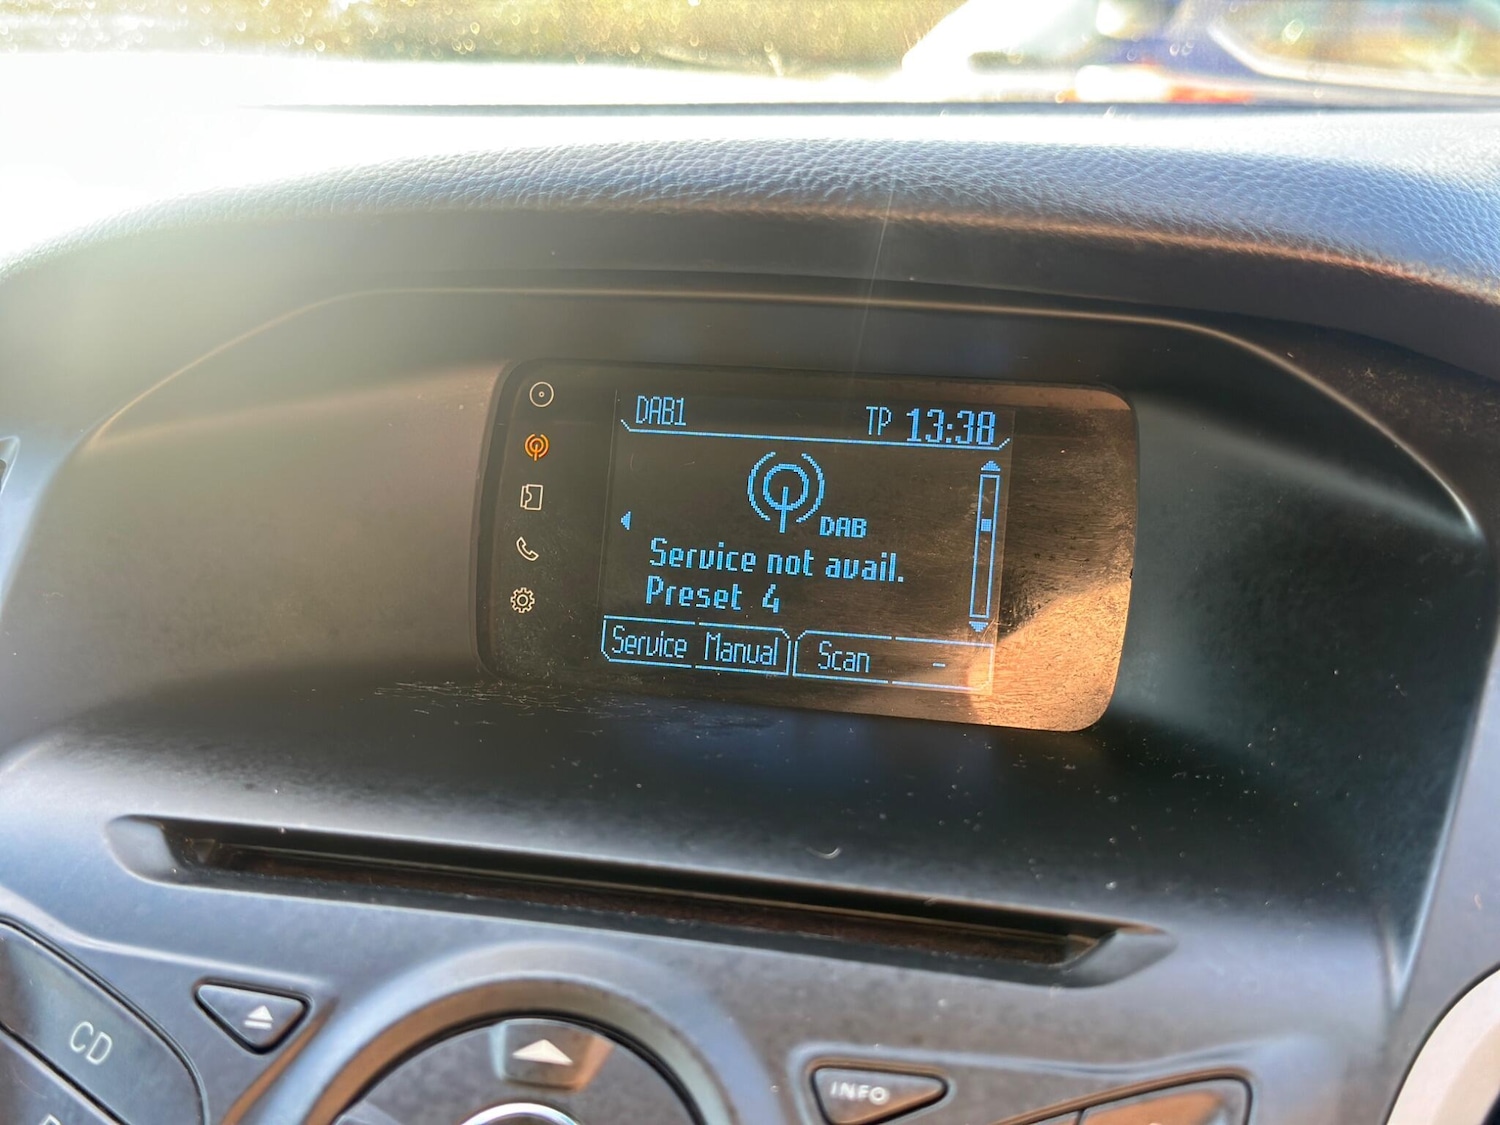 DAB1 TP 13:38
DAB
Service not avail.
Preset 4
Service Manual Scan -
CD
INFO